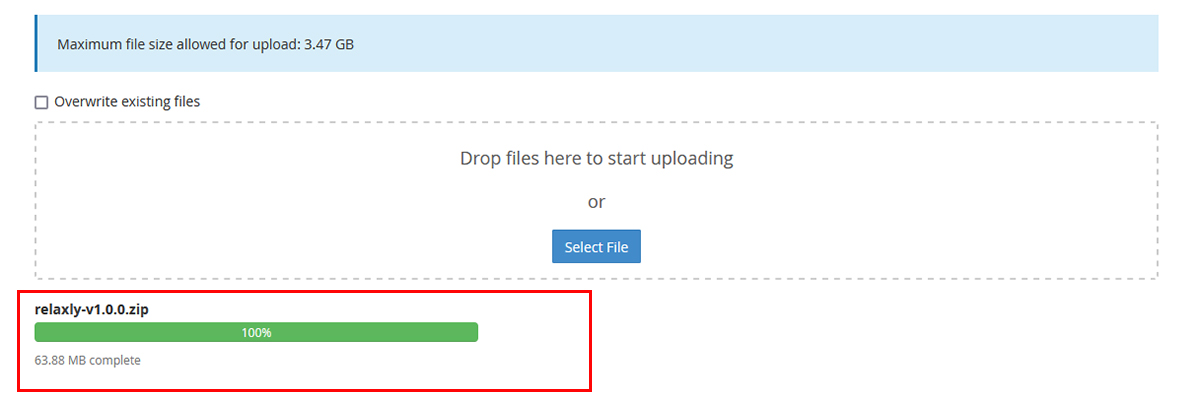 Maximum file size allowed for upload: 3.47 GB
Overwrite existing files
Drop files here to start uploading
or
Select File
relaxly-v1.0.0.zip
100%
63.88 MB complete